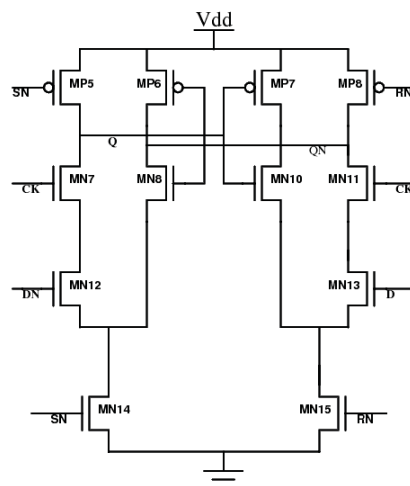 Vdd
MP5 MP6 MP7 MP8
SN RN
Q QN
MN7 MN8 MN10 MN11
CK CK
MN12 MN13
DN D
MN14 MN15
SN RN